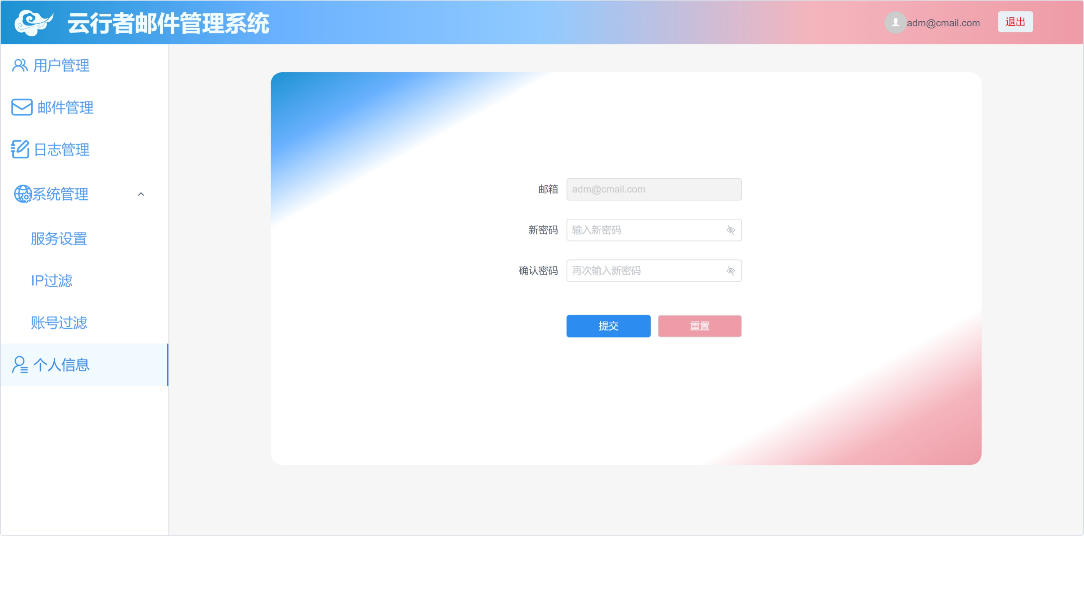 云行者邮件管理系统
adm@cmail.com
退出
用户管理
邮件管理
日志管理
系统管理
服务设置
IP过滤
账号过滤
个人信息
邮箱 adm@cmail.com
新密码 输入新密码
确认密码 再次输入新密码
提交 重置